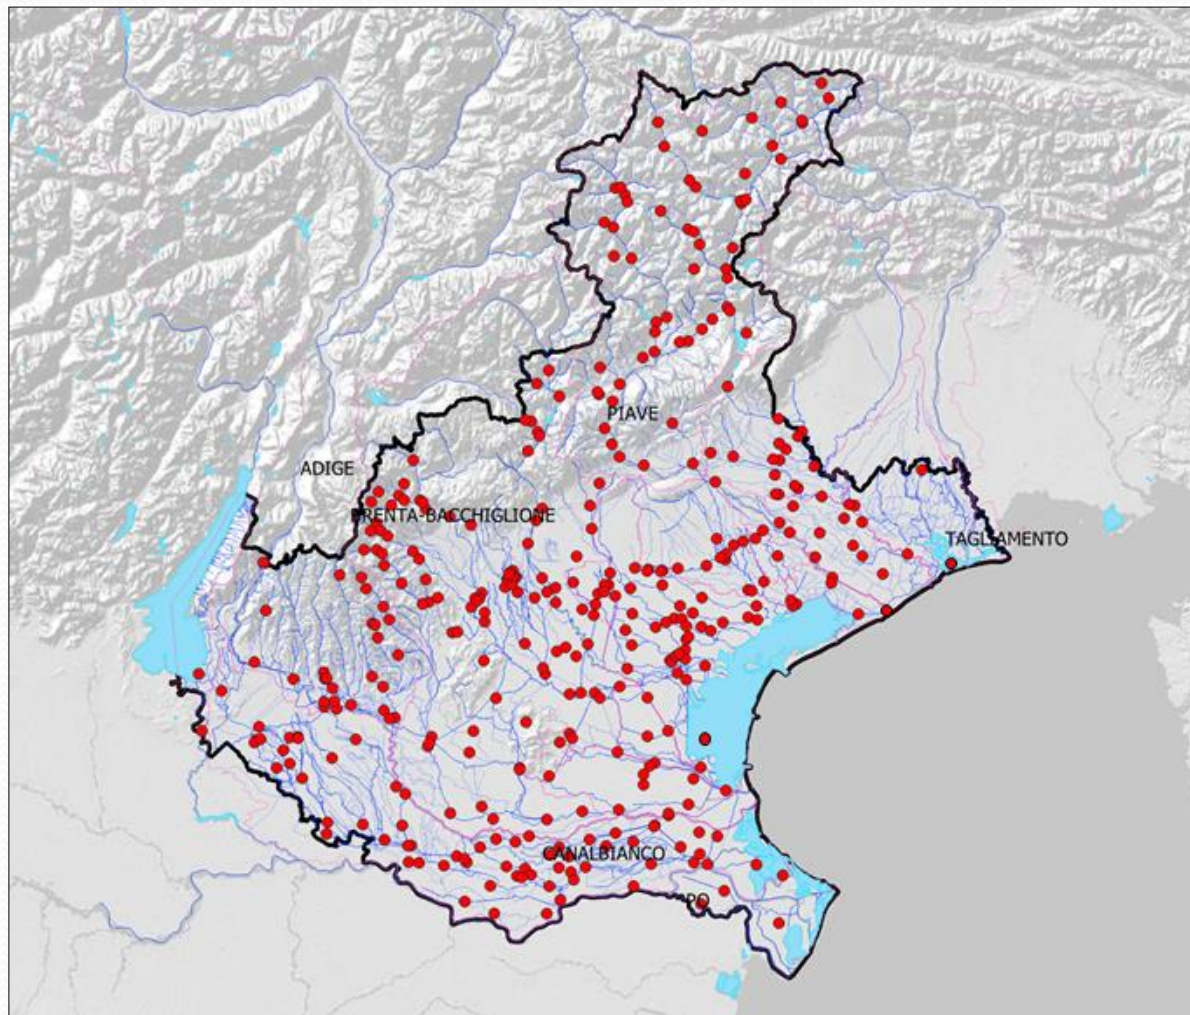 PIAVE
ADIGE
BRENTA-BACCHIGLIONE
TAGLIAMENTO
CANALBIANCO
PO